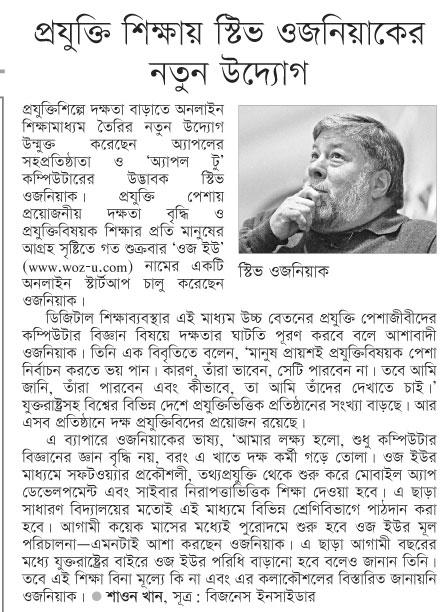 প্রযুক্তি শিক্ষায় স্টিভ ওজনিয়াকের
নতুন উদ্যোগ
প্রযুক্তিশিল্পে দক্ষতা বাড়াতে অনলাইন
শিক্ষামাধ্যম তৈরির নতুন উদ্যোগ
উন্মুক্ত করেছেন অ্যাপলের
সহপ্রতিষ্ঠাতা ও ‘অ্যাপল টু’
কম্পিউটারের উদ্ভাবক স্টিভ
ওজনিয়াক। প্রযুক্তি পেশায়
প্রয়োজনীয় দক্ষতা বৃদ্ধি ও
প্রযুক্তিবিষয়ক শিক্ষার প্রতি মানুষের
আগ্রহ সৃষ্টিতে গত শুক্রবার ‘ওজ ইউ’
(www.woz-u.com) নামের একটি
অনলাইন স্টার্টআপ চালু করেছেন
ওজনিয়াক।
স্টিভ ওজনিয়াক
ডিজিটাল শিক্ষাব্যবস্থার এই মাধ্যম উচ্চ বেতনের প্রযুক্তি পেশাজীবীদের
কম্পিউটার বিজ্ঞান বিষয়ে দক্ষতার ঘাটতি পূরণ করবে বলে আশাবাদী
ওজনিয়াক। তিনি এক বিবৃতিতে বলেন, ‘মানুষ প্রায়শই প্রযুক্তিবিষয়ক পেশা
নির্বাচন করতে ভয় পান। কারণ, তাঁরা ভাবেন, সেটি পারবেন না। তবে আমি
জানি, তাঁরা পারবেন এবং কীভাবে, তা আমি তাঁদের দেখাতে চাই।’
যুক্তরাষ্ট্রসহ বিশ্বের বিভিন্ন দেশে প্রযুক্তিভিত্তিক প্রতিষ্ঠানের সংখ্যা বাড়ছে। আর
এসব প্রতিষ্ঠানে দক্ষ প্রযুক্তিবিদের প্রয়োজন রয়েছে।
এ ব্যাপারে ওজনিয়াকের ভাষ্য, ‘আমার লক্ষ্য হলো, শুধু কম্পিউটার
বিজ্ঞানের জ্ঞান বৃদ্ধি নয়, বরং এ খাতে দক্ষ কর্মী গড়ে তোলা। ওজ ইউর
মাধ্যমে সফটওয়্যার প্রকৌশলী, তথ্যপ্রযুক্তি থেকে শুরু করে মোবাইল অ্যাপ
ডেভেলপমেন্ট এবং সাইবার নিরাপত্তাভিত্তিক শিক্ষা দেওয়া হবে। এ ছাড়া
সাধারণ বিদ্যালয়ের মতোই এই মাধ্যমে বিভিন্ন শ্রেণিবিভাগে পাঠদান করা
হবে। আগামী কয়েক মাসের মধ্যেই পুরোদমে শুরু হবে ওজ ইউর মূল
পরিচালনা—এমনটাই আশা করছেন ওজনিয়াক। এ ছাড়া আগামী বছরের
মধ্যে যুক্তরাষ্ট্রের বাইরে ওজ ইউর পরিধি বাড়ানো হবে বলেও জানান তিনি।
তবে এই শিক্ষা বিনা মূল্যে কি না এবং এর কলাকৌশলের বিস্তারিত জানায়নি
ওজনিয়াক। ● শাওন খান, সূত্র : বিজনেস ইনসাইডার